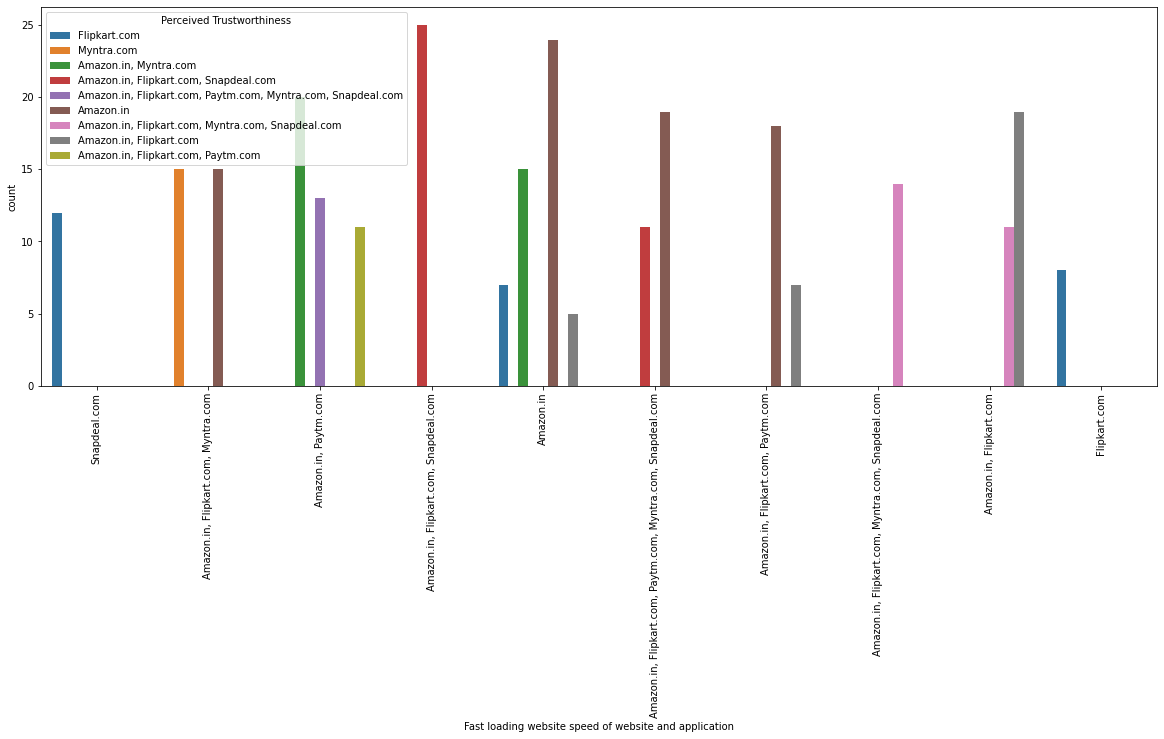 Perceived Trustworthiness
Flipkart.com
Myntra.com
Amazon.in, Myntra.com
Amazon.in, Flipkart.com, Snapdeal.com
Amazon.in, Flipkart.com, Paytm.com, Myntra.com, Snapdeal.com
Amazon.in
Amazon.in, Flipkart.com, Myntra.com, Snapdeal.com
Amazon.in, Flipkart.com
Amazon.in, Flipkart.com, Paytm.com
25
20
15
10
5
0
count
Snapdeal.com
Amazon.in, Flipkart.com, Myntra.com
Amazon.in, Paytm.com
Amazon.in, Flipkart.com, Snapdeal.com
Amazon.in
Amazon.in, Flipkart.com, Paytm.com, Myntra.com, Snapdeal.com
Amazon.in, Flipkart.com, Paytm.com
Amazon.in, Flipkart.com, Myntra.com, Snapdeal.com
Amazon.in, Flipkart.com
Flipkart.com
Fast loading website speed of website and application